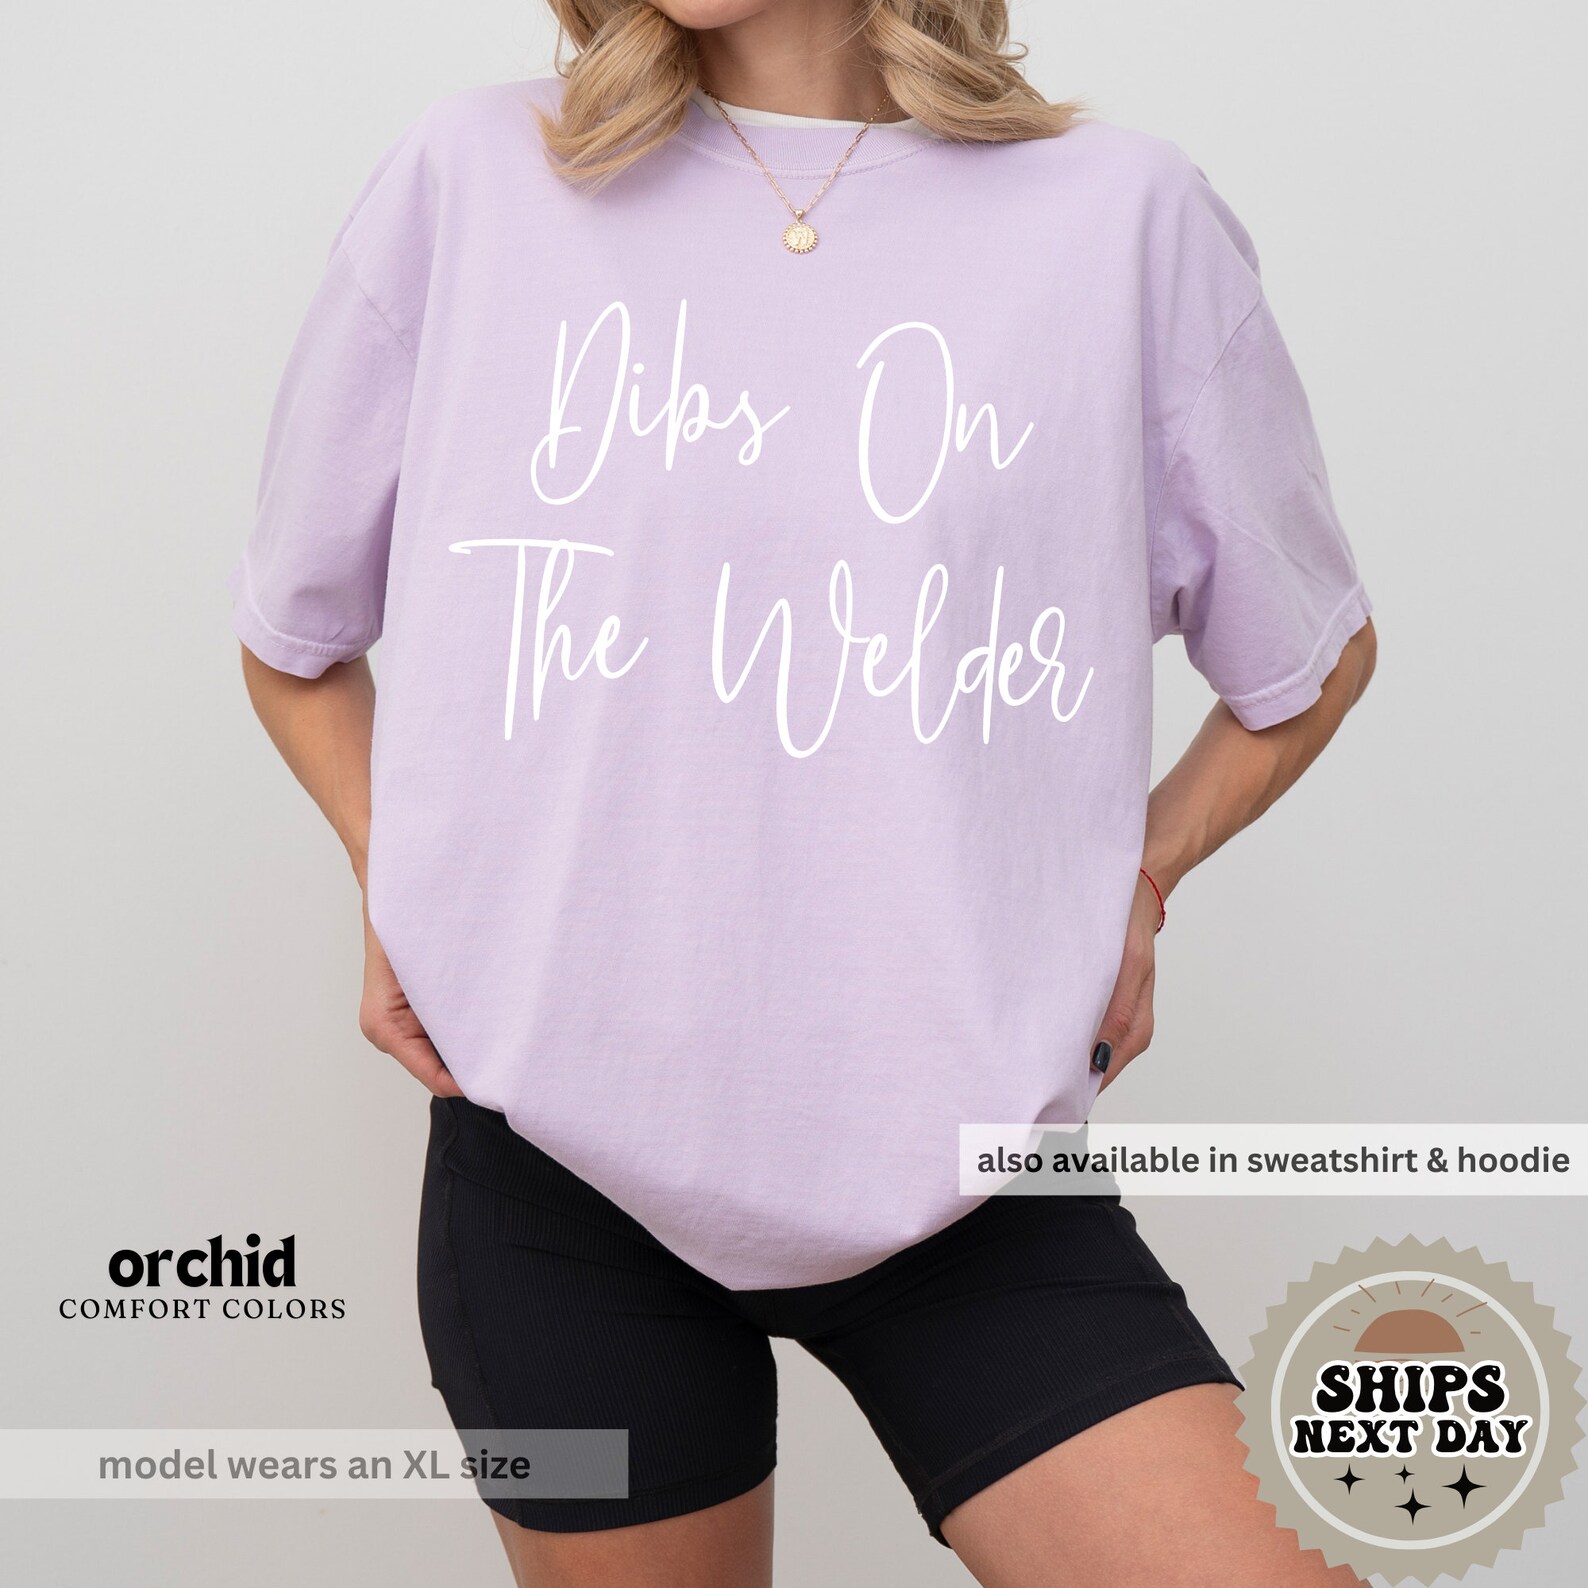 Dibs On
The Welder
also available in sweatshirt & hoodie
orchid
COMFORT COLORS
model wears an XL size
SHIPS
NEXT DAY